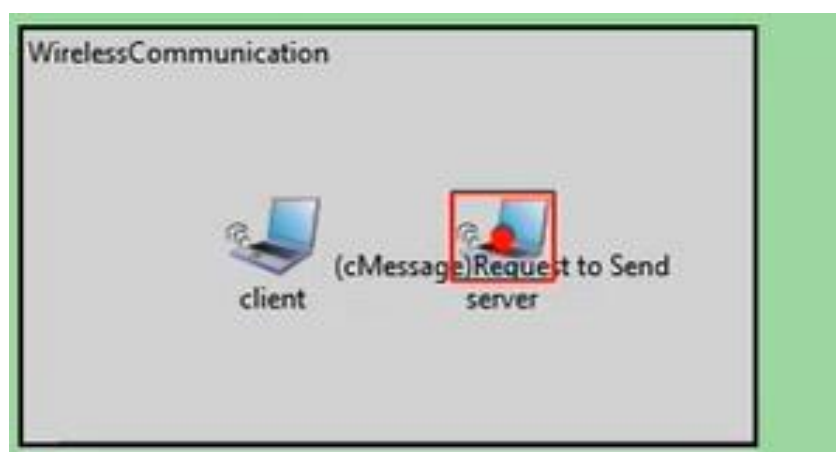 WirelessCommunication
(cMessage)Request to Send
client
server